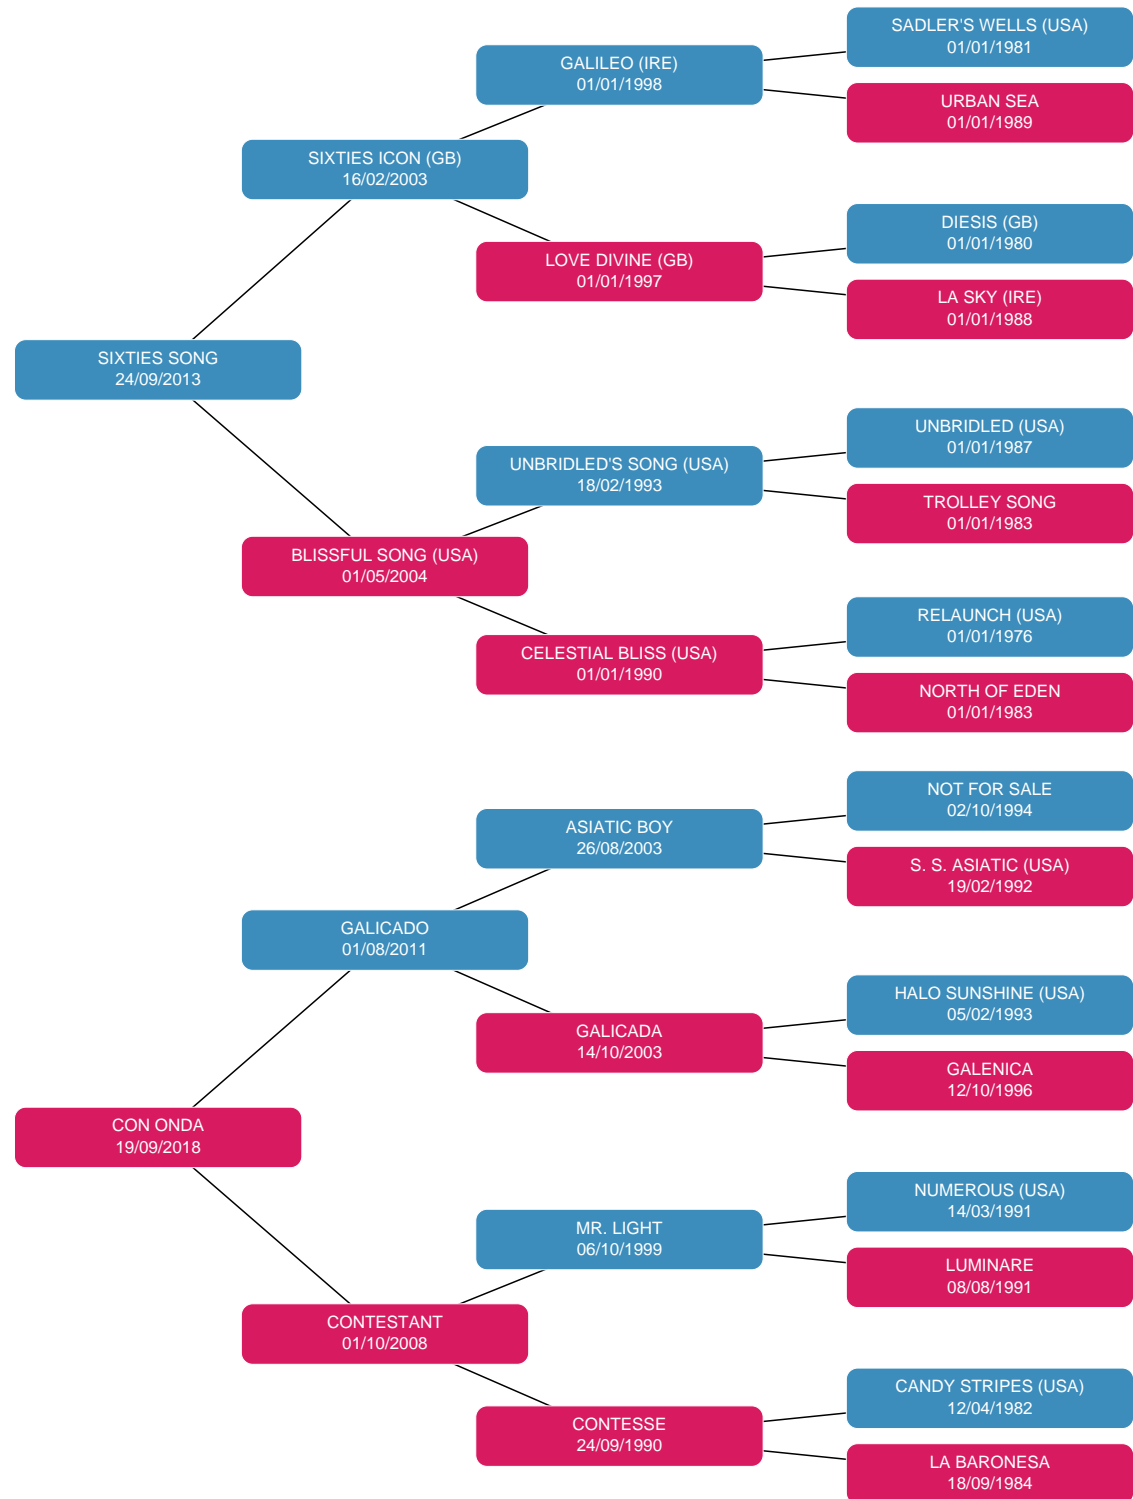 SADLER'S WELLS (USA)
01/01/1981
GALILEO (IRE)
01/01/1998
URBAN SEA
01/01/1989
SIXTIES ICON (GB)
16/02/2003
DIESIS (GB)
01/01/1980
LOVE DIVINE (GB)
01/01/1997
LA SKY (IRE)
01/01/1988
SIXTIES SONG
24/09/2013
UNBRIDLED (USA)
01/01/1987
UNBRIDLED'S SONG (USA)
18/02/1993
TROLLEY SONG
01/01/1983
BLISSFUL SONG (USA)
01/05/2004
RELAUNCH (USA)
01/01/1976
CELESTIAL BLISS (USA)
01/01/1990
NORTH OF EDEN
01/01/1983
NOT FOR SALE
02/10/1994
ASIATIC BOY
26/08/2003
S. S. ASIATIC (USA)
19/02/1992
GALICADO
01/08/2011
HALO SUNSHINE (USA)
05/02/1993
GALICADA
14/10/2003
GALENICA
12/10/1996
CON ONDA
19/09/2018
NUMEROUS (USA)
14/03/1991
MR. LIGHT
06/10/1999
LUMINARE
08/08/1991
CONTESTANT
01/10/2008
CANDY STRIPES (USA)
12/04/1982
CONTESSE
24/09/1990
LA BARONESA
18/09/1984